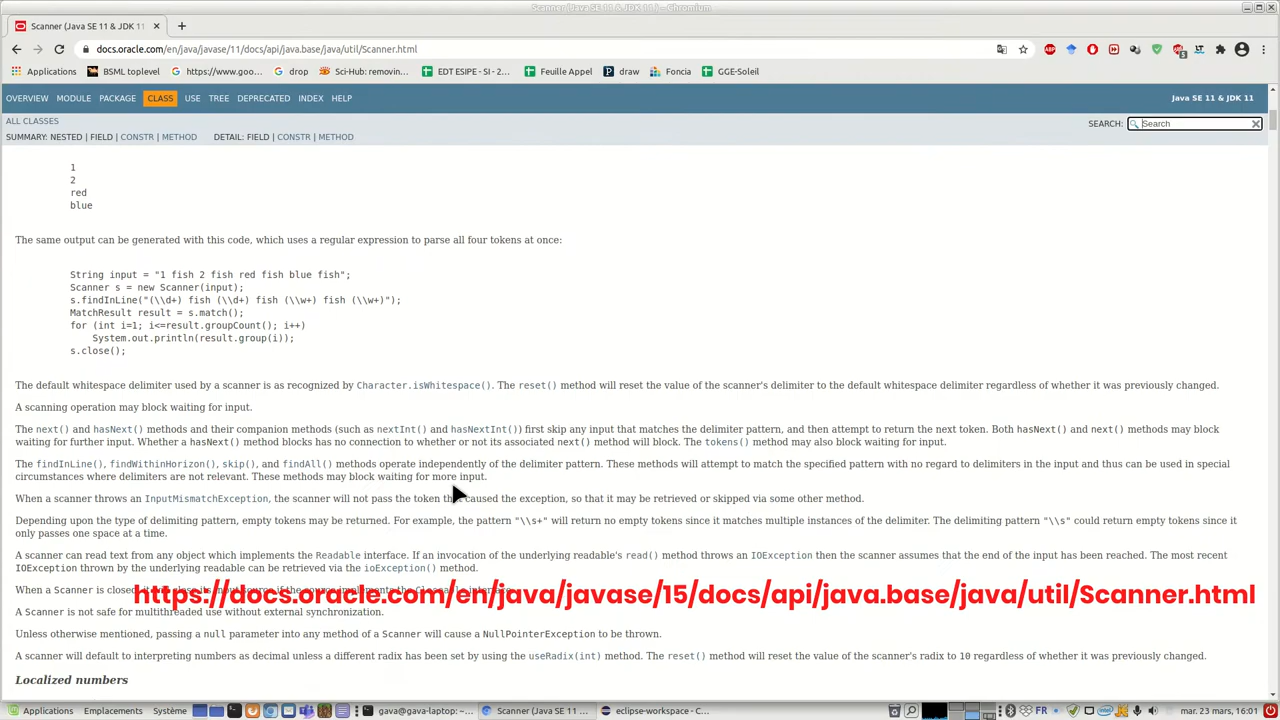 Scanner (Java SE 11 & JDK 11 ) - Chromium
Scanner (Java SE 11 & JDK 11
docs.oracle.com/en/java/javase/11/docs/api/java.base/java/util/Scanner.html
Applications BSML toplevel https://www.goo... drop Sci-Hub: removin... EDT ESIPE - SI - 2... Feuille Appel draw Foncia GGE-Soleil
OVERVIEW MODULE PACKAGE CLASS USE TREE DEPRECATED INDEX HELP Java SE 11 & JDK 11
ALL CLASSES SEARCH: Search
SUMMARY: NESTED | FIELD | CONSTR | METHOD DETAIL: FIELD | CONSTR | METHOD
1
2
red
blue
The same output can be generated with this code, which uses a regular expression to parse all four tokens at once:
String input = "1 fish 2 fish red fish blue fish";
Scanner s = new Scanner(input);
s.findInLine("(\\d+) fish (\\d+) fish (\\w+) fish (\\w+)");
MatchResult result = s.match();
for (int i=1; i<=result.groupCount(); i++)
System.out.println(result.group(i));
s.close();
The default whitespace delimiter used by a scanner is as recognized by Character.isWhitespace(). The reset() method will reset the value of the scanner's delimiter to the default whitespace delimiter regardless of whether it was previously changed.
A scanning operation may block waiting for input.
The next() and hasNext() methods and their companion methods (such as nextInt() and hasNextInt()) first skip any input that matches the delimiter pattern, and then attempt to return the next token. Both hasNext() and next() methods may block
waiting for further input. Whether a hasNext() method blocks has no connection to whether or not its associated next() method will block. The tokens() method may also block waiting for input.
The findInLine(), findWithinHorizon(), skip(), and findAll() methods operate independently of the delimiter pattern. These methods will attempt to match the specified pattern with no regard to delimiters in the input and thus can be used in special
circumstances where delimiters are not relevant. These methods may block waiting for more input.
When a scanner throws an InputMismatchException, the scanner will not pass the token that caused the exception, so that it may be retrieved or skipped via some other method.
Depending upon the type of delimiting pattern, empty tokens may be returned. For example, the pattern "\\s+" will return no empty tokens since it matches multiple instances of the delimiter. The delimiting pattern "\\s" could return empty tokens since it
only passes one space at a time.
A scanner can read text from any object which implements the Readable interface. If an invocation of the underlying readable's read() method throws an IOException then the scanner assumes that the end of the input has been reached. The most recent
IOException thrown by the underlying readable can be retrieved via the ioException() method.
When a Scanner is closed, it will close its input source if the source implements the Closeable interface.
https://docs.oracle.com/en/java/javase/15/docs/api/java.base/java/util/Scanner.html
A Scanner is not safe for multithreaded use without external synchronization.
Unless otherwise mentioned, passing a null parameter into any method of a Scanner will cause a NullPointerException to be thrown.
A scanner will default to interpreting numbers as decimal unless a different radix has been set by using the useRadix(int) method. The reset() method will reset the value of the scanner's radix to 10 regardless of whether it was previously changed.
Localized numbers
Applications Emplacements Système gava@gava-laptop: ~... Scanner (Java SE 11 ... eclipse-workspace - C... FR mar. 23 mars, 16:01